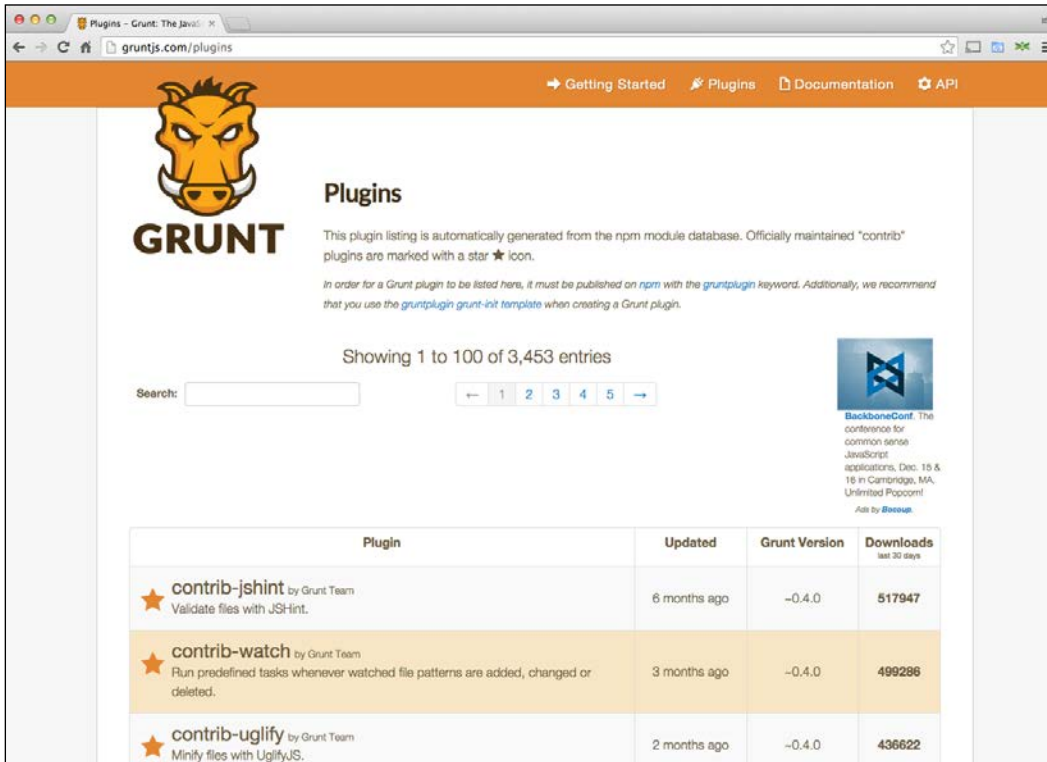 Plugins – Grunt: The JavaS
gruntjs.com/plugins
Getting Started Plugins Documentation API
GRUNT
Plugins
This plugin listing is automatically generated from the npm module database. Officially maintained "contrib"
plugins are marked with a star ★ icon.
In order for a Grunt plugin to be listed here, it must be published on npm with the gruntplugin keyword. Additionally, we recommend
that you use the gruntplugin grunt-init template when creating a Grunt plugin.
Showing 1 to 100 of 3,453 entries
Search:
← 1 2 3 4 5 →
BackboneConf. The
conference for
common sense
JavaScript
applications, Dec. 15 &
16 in Cambridge, MA.
Unlimited Popcorn!
Ads by Bocoup.
Plugin Updated Grunt Version Downloads
last 30 days
contrib-jshint by Grunt Team
Validate files with JSHint.
6 months ago ~0.4.0 517947
contrib-watch by Grunt Team
Run predefined tasks whenever watched file patterns are added, changed or
deleted.
3 months ago ~0.4.0 499286
contrib-uglify by Grunt Team
Minify files with UglifyJS.
2 months ago ~0.4.0 436622